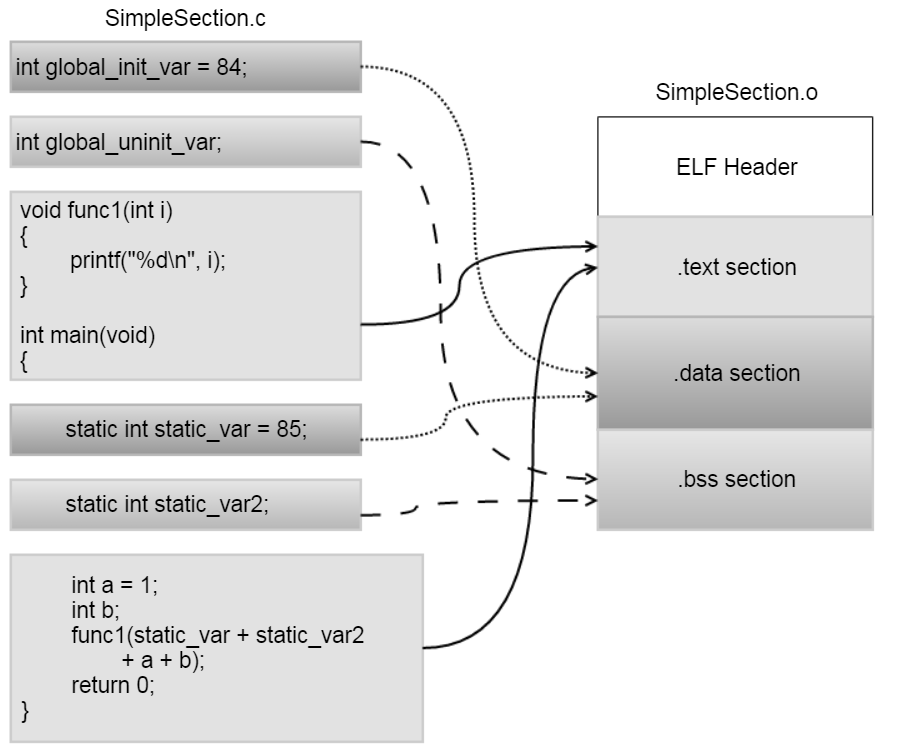 SimpleSection.c
int global_init_var = 84;
int global_uninit_var;
void func1(int i)
{
printf("%d\n", i);
}
int main(void)
{
static int static_var = 85;
static int static_var2;
int a = 1;
int b;
func1(static_var + static_var2
+ a + b);
return 0;
}
SimpleSection.o
ELF Header
.text section
.data section
.bss section